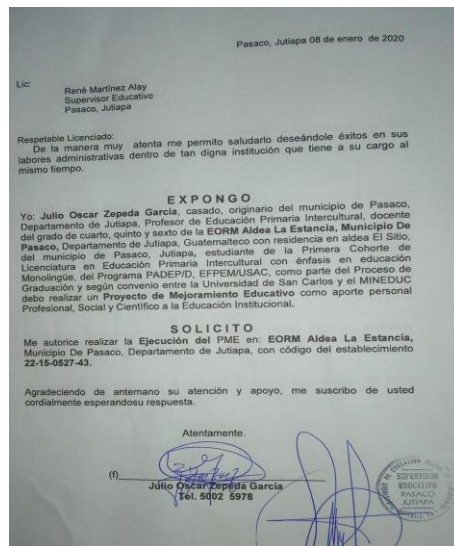 Pasaco, Jutiapa 08 de enero de 2020
Lic:
René Martínez Alay
Supervisor Educativo
Pasaco, Jutiapa
Respetable Licenciado:
De la manera muy atenta me permito saludarlo deseándole éxitos en sus
labores administrativas dentro de tan digna institución que tiene a su cargo al
mismo tiempo.
EXPONGO
Yo: Julio Oscar Zepeda García, casado, originario del municipio de Pasaco,
Departamento de Jutiapa, Profesor de Educación Primaria Intercultural, docente
del grado de cuarto, quinto y sexto de la EORM Aldea La Estancia, Municipio De
Pasaco, Departamento de Jutiapa, Guatemalteco con residencia en aldea El Sitio,
del municipio de Pasaco, Jutiapa, estudiante de la Primera Cohorte de
Licenciatura en Educación Primaria Intercultural con énfasis en educación
Monolingüe, del Programa PADEP/D, EFPEM/USAC, como parte del Proceso de
Graduación y según convenio entre la Universidad de San Carlos y el MINEDUC
debo realizar un Proyecto de Mejoramiento Educativo como aporte personal
Profesional, Social y Científico a la Educación Institucional.
SOLICITO
Me autorice realizar la Ejecución del PME en: EORM Aldea La Estancia,
Municipio De Pasaco, Departamento de Jutiapa, con código del establecimiento
22-15-0527-43.
Agradeciendo de antemano su atención y apoyo, me suscribo de usted
cordialmente esperandosu respuesta.
Atentamente.
(f)
Julio Oscar Zepeda García
Tél. 5002 5978
SUPERVISOR
EDUCATIVO
PASACO
JUTIAPA